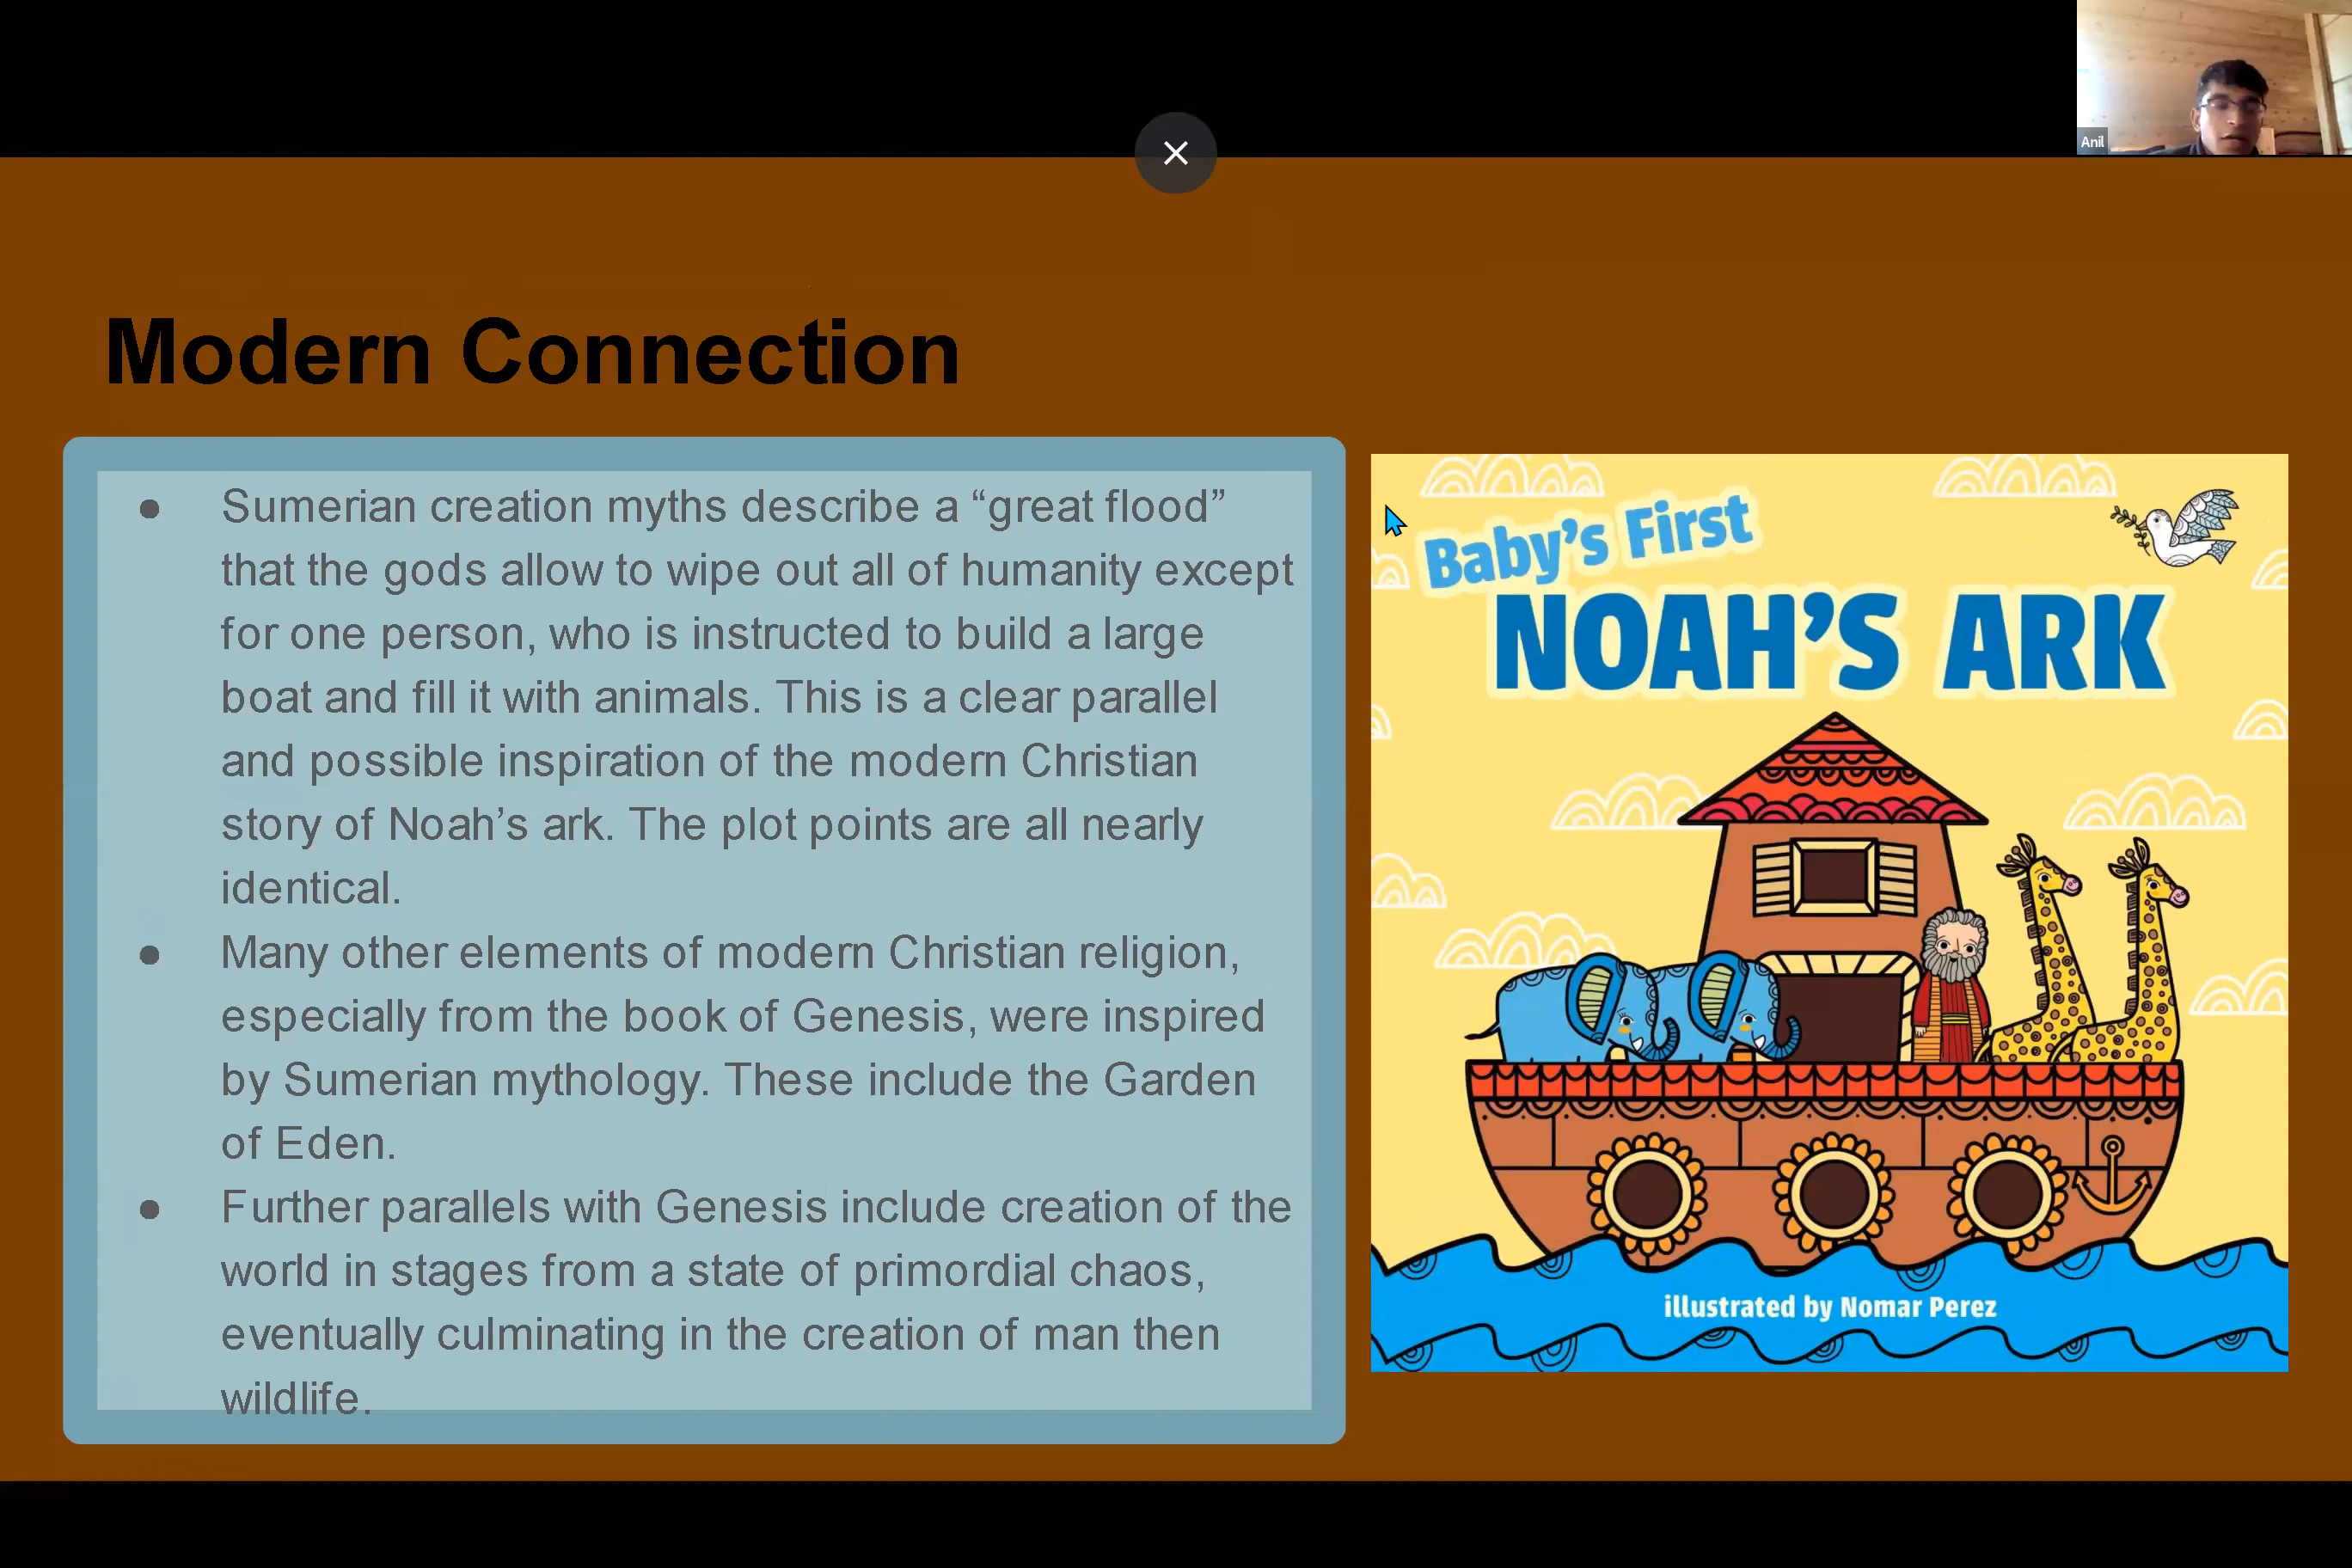 Anil
Modern Connection
● Sumerian creation myths describe a “great flood”
that the gods allow to wipe out all of humanity except
for one person, who is instructed to build a large
boat and fill it with animals. This is a clear parallel
and possible inspiration of the modern Christian
story of Noah’s ark. The plot points are all nearly
identical.
● Many other elements of modern Christian religion,
especially from the book of Genesis, were inspired
by Sumerian mythology. These include the Garden
of Eden.
● Further parallels with Genesis include creation of the
world in stages from a state of primordial chaos,
eventually culminating in the creation of man then
wildlife.
Baby’s First
NOAH’S ARK
illustrated by Nomar Perez